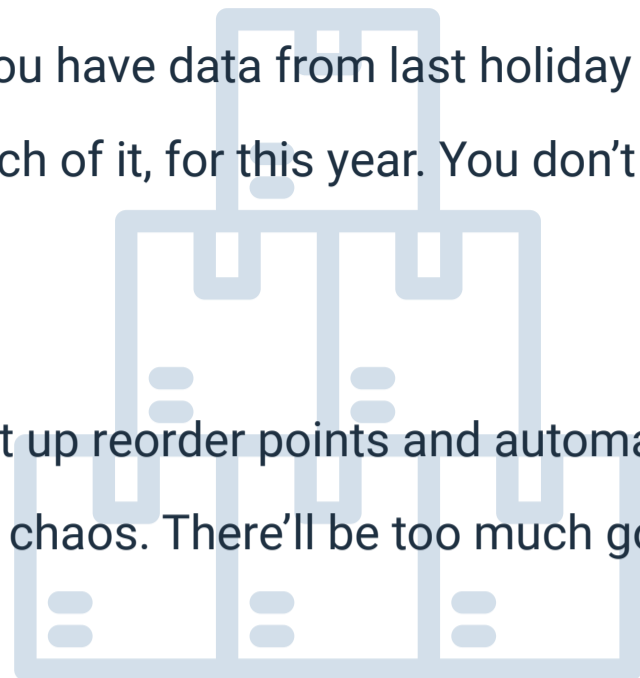 ou have data from last holiday
ch of it, for this year. You don’t
t up reorder points and automa
chaos. There’ll be too much go